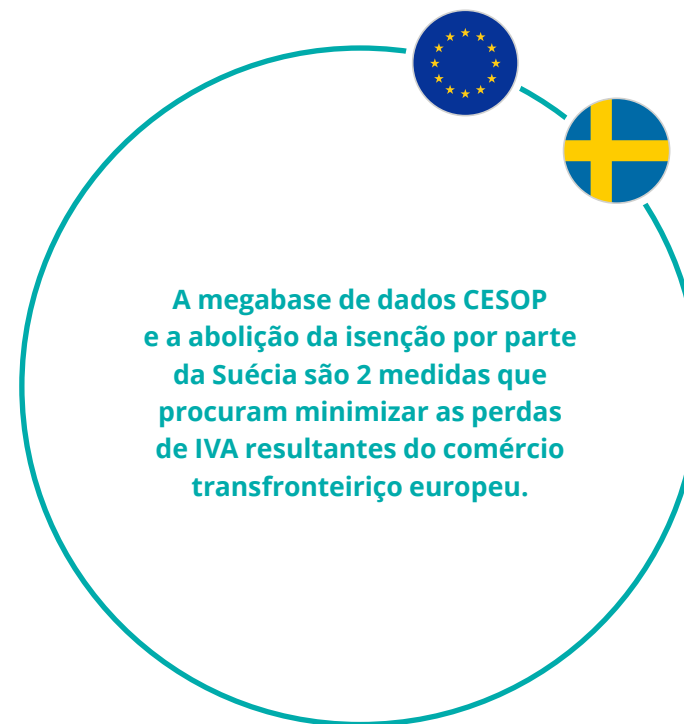 A megabase de dados CESOP
e a abolição da isenção por parte
da Suécia são 2 medidas que
procuram minimizar as perdas
de IVA resultantes do comércio
transfronteiriço europeu.